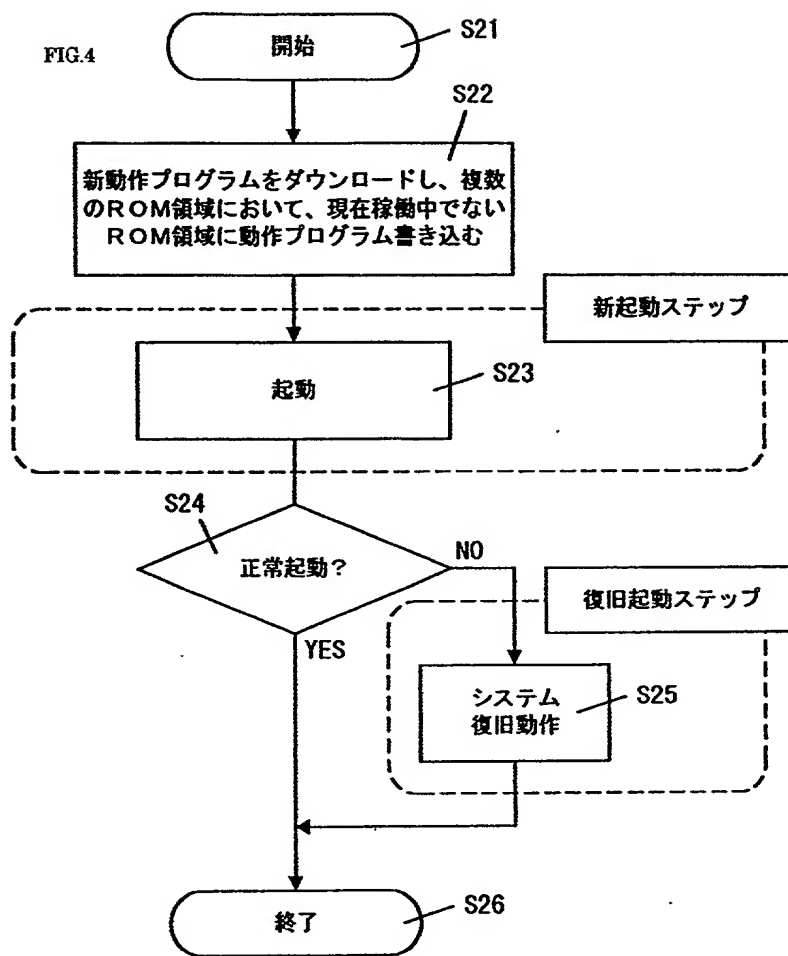 FIG.4
開始
S21
S22
新動作プログラムをダウンロードし、複数
のROM領域において、現在稼働中でない
ROM領域に動作プログラム書き込む
新起動ステップ
起動
S23
S24
正常起動？
NO
YES
復旧起動ステップ
システム
復旧動作
S25
終了
S26